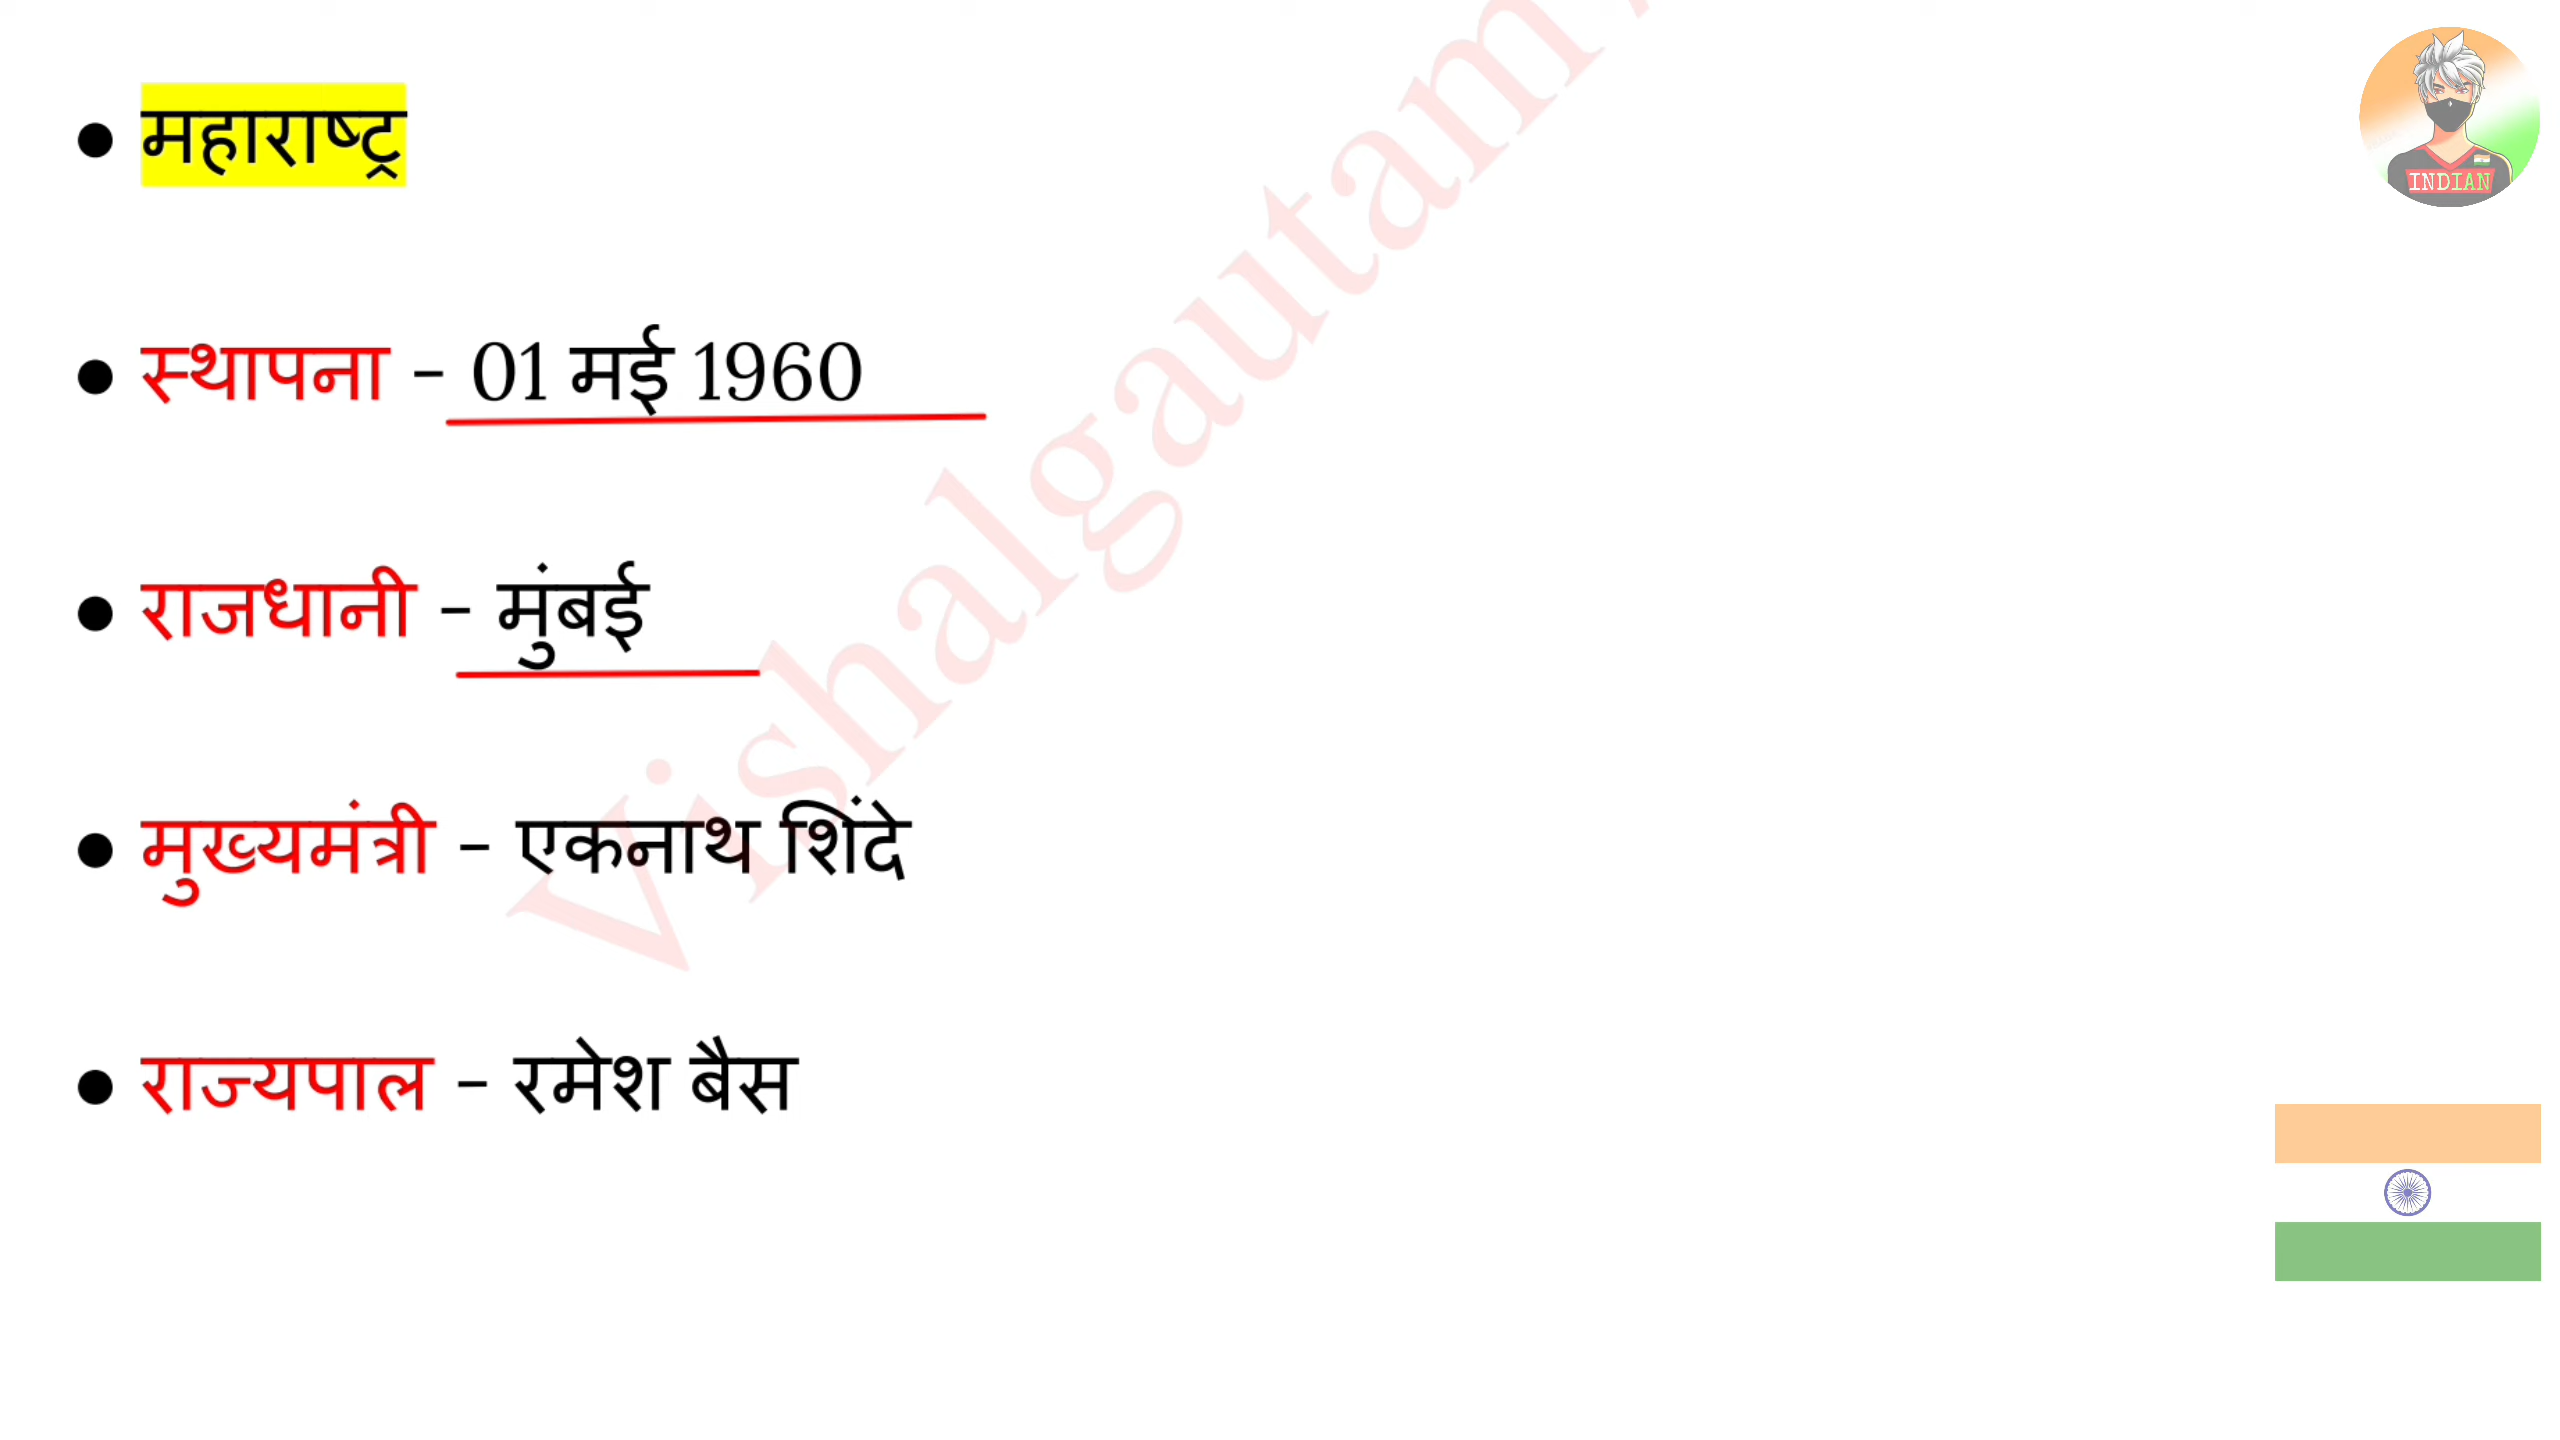 • महाराष्ट्र
• स्थापना - 01 मई 1960
• राजधानी - मुंबई
• मुख्यमंत्री - एकनाथ शिंदे
• राज्यपाल - रमेश बैस
Vishalgautam
INDIAN